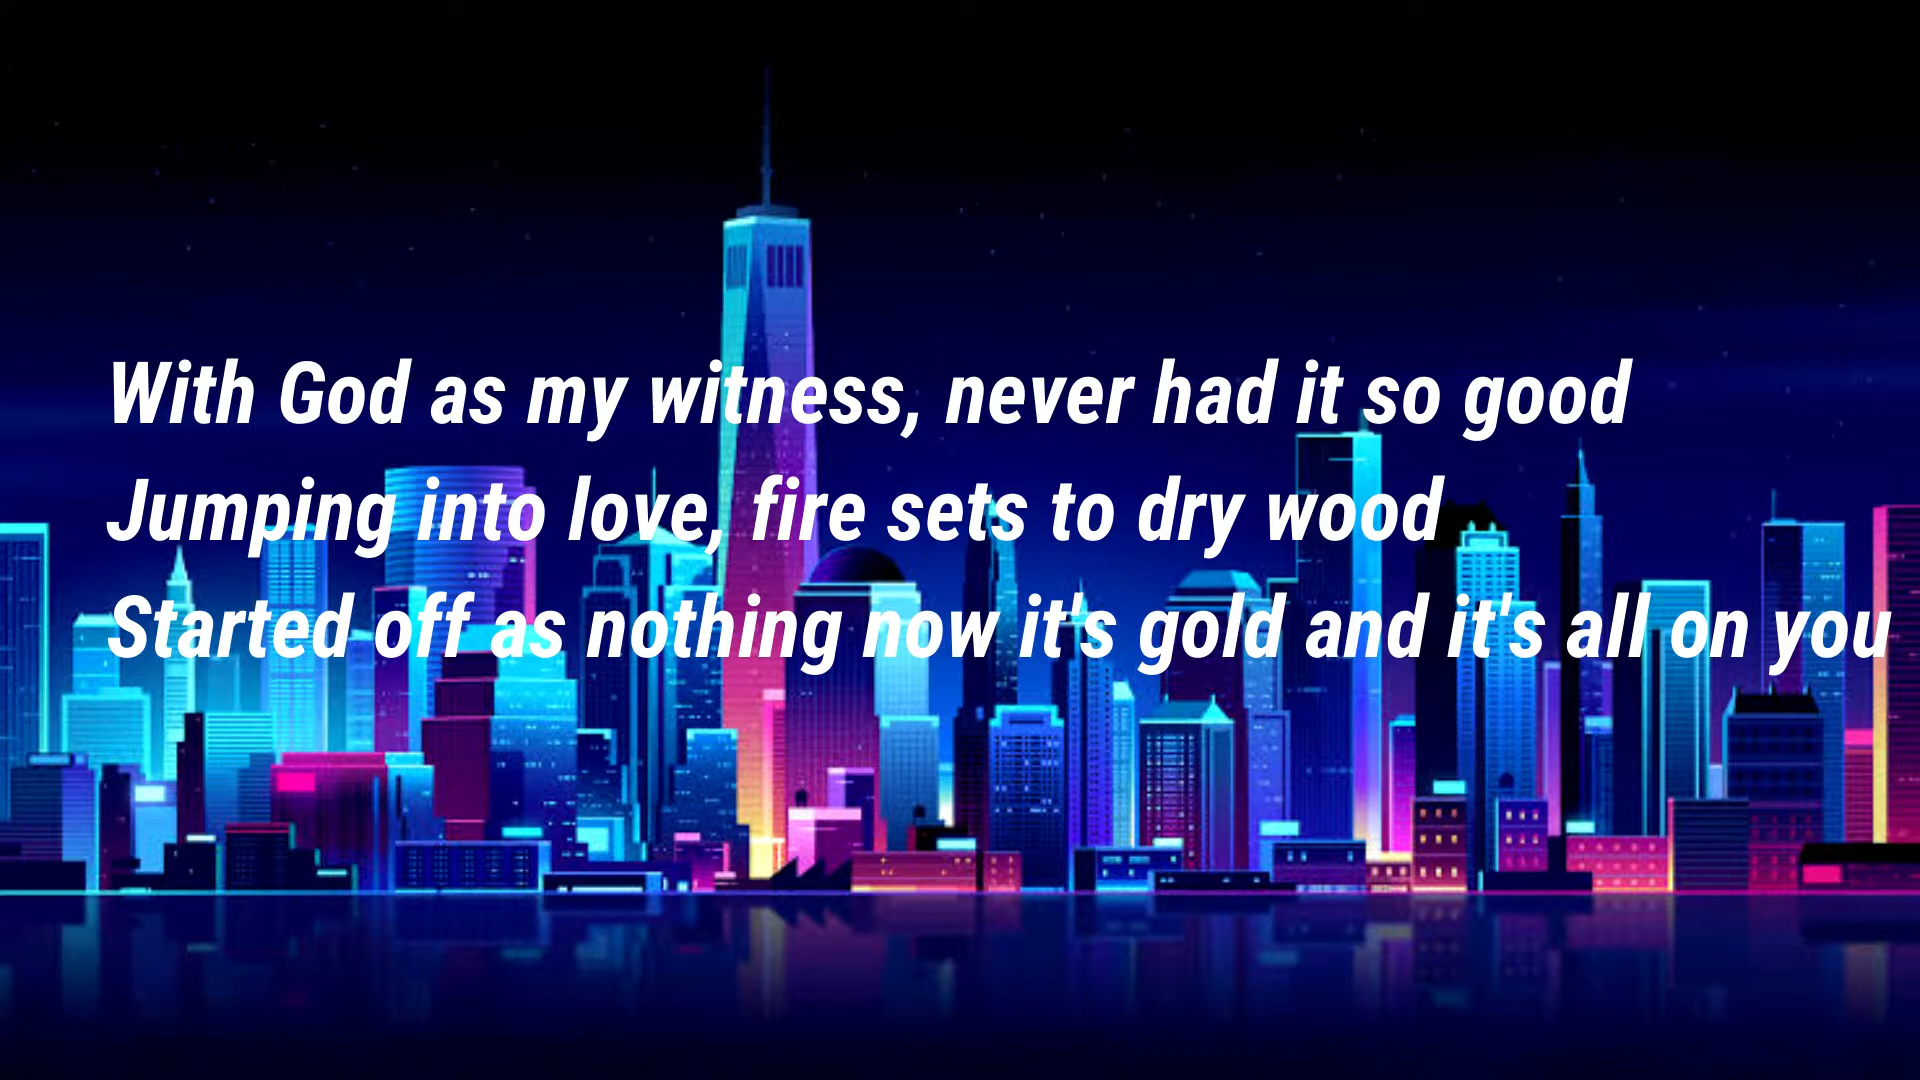 With God as my witness, never had it so good
Jumping into love, fire sets to dry wood
Started off as nothing now it's gold and it's all on you